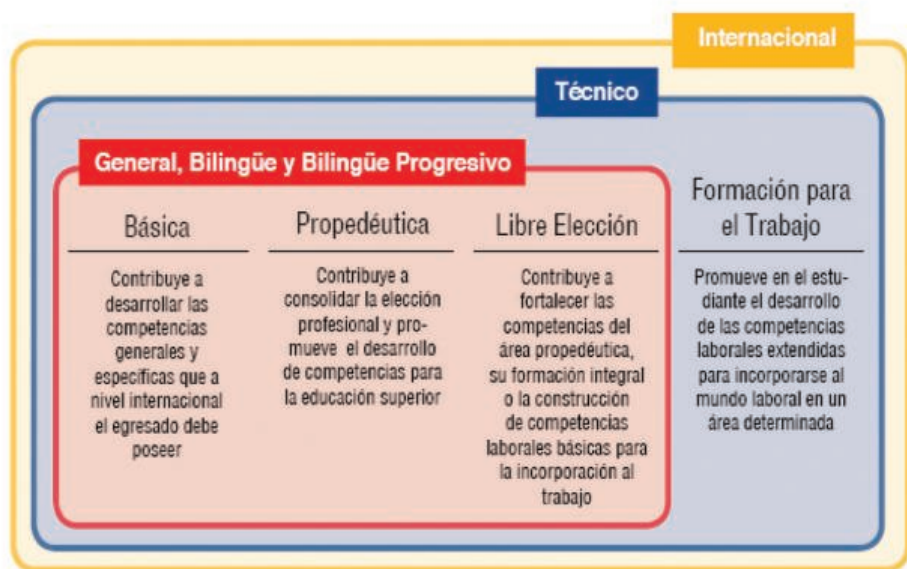 Internacional
Técnico
General, Bilingüe y Bilingüe Progresivo
Básica
Contribuye a
desarrollar las
competencias
generales y
específicas que a
nivel internacional
el egresado debe
poseer
Propedéutica
Contribuye a
consolidar la elección
profesional y pro-
mueve el desarrollo
de competencias para
la educación superior
Libre Elección
Contribuye a
fortalecer las
competencias del
área propedéutica,
su formación integral
o la construcción
de competencias
laborales básicas para
la incorporación al
trabajo
Formación para
el Trabajo
Promueve en el estu-
diante el desarrollo
de las competencias
laborales extendidas
para incorporarse al
mundo laboral en un
área determinada